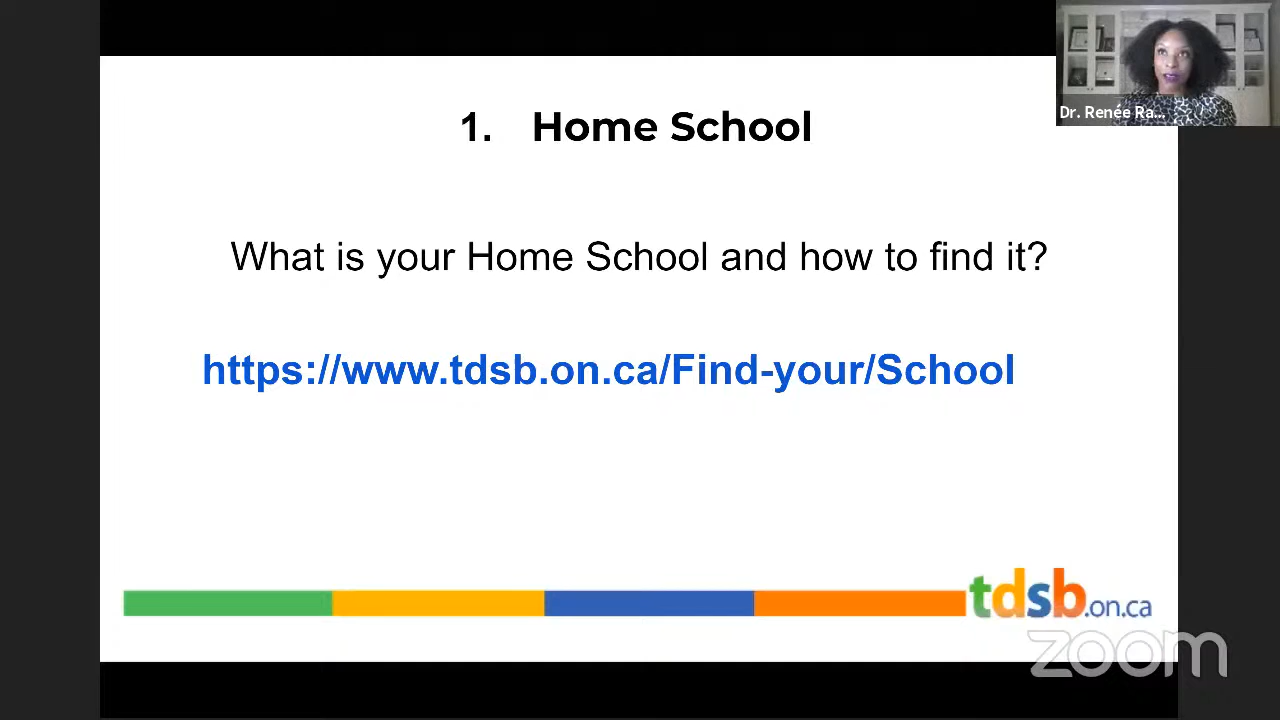 Dr. Renée Ra...
1. Home School
What is your Home School and how to find it?
https://www.tdsb.on.ca/Find-your/School
tdsb.on.ca
zoom